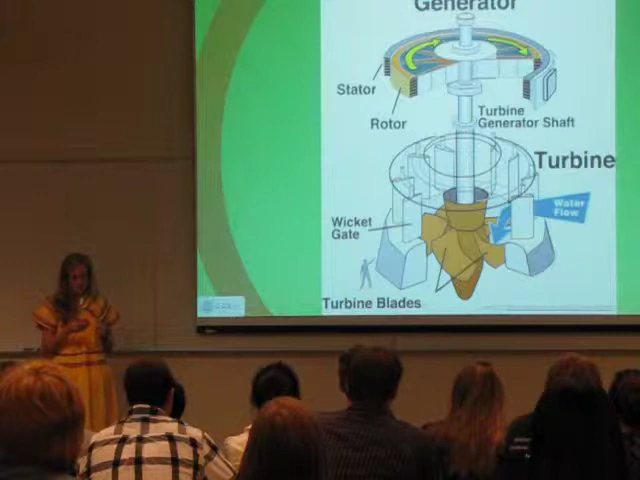 Generator
Stator
Rotor
Turbine
Generator Shaft
Turbine
Water
Flow
Wicket
Gate
Turbine Blades